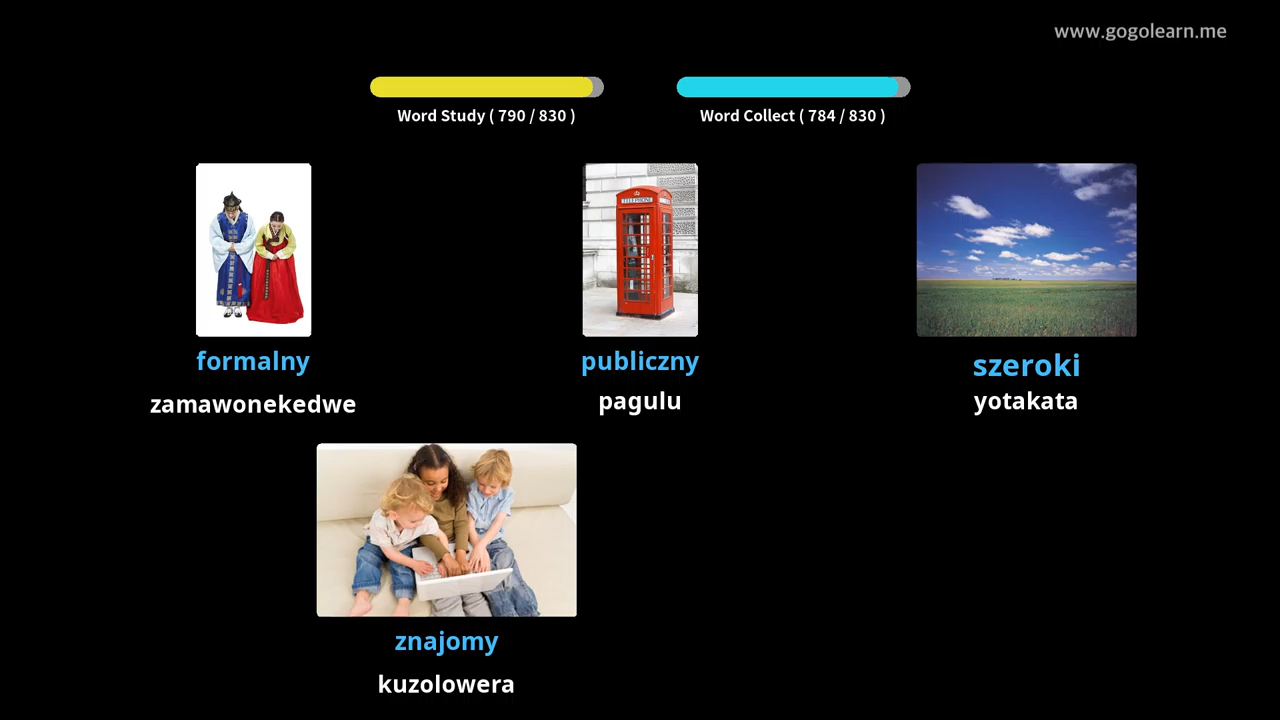 www.gogolearn.me
Word Study ( 790 / 830 )
Word Collect ( 784 / 830 )
TELEPHONE
formalny
publiczny
szeroki
zamawonekedwe
pagulu
yotakata
znajomy
kuzolowera